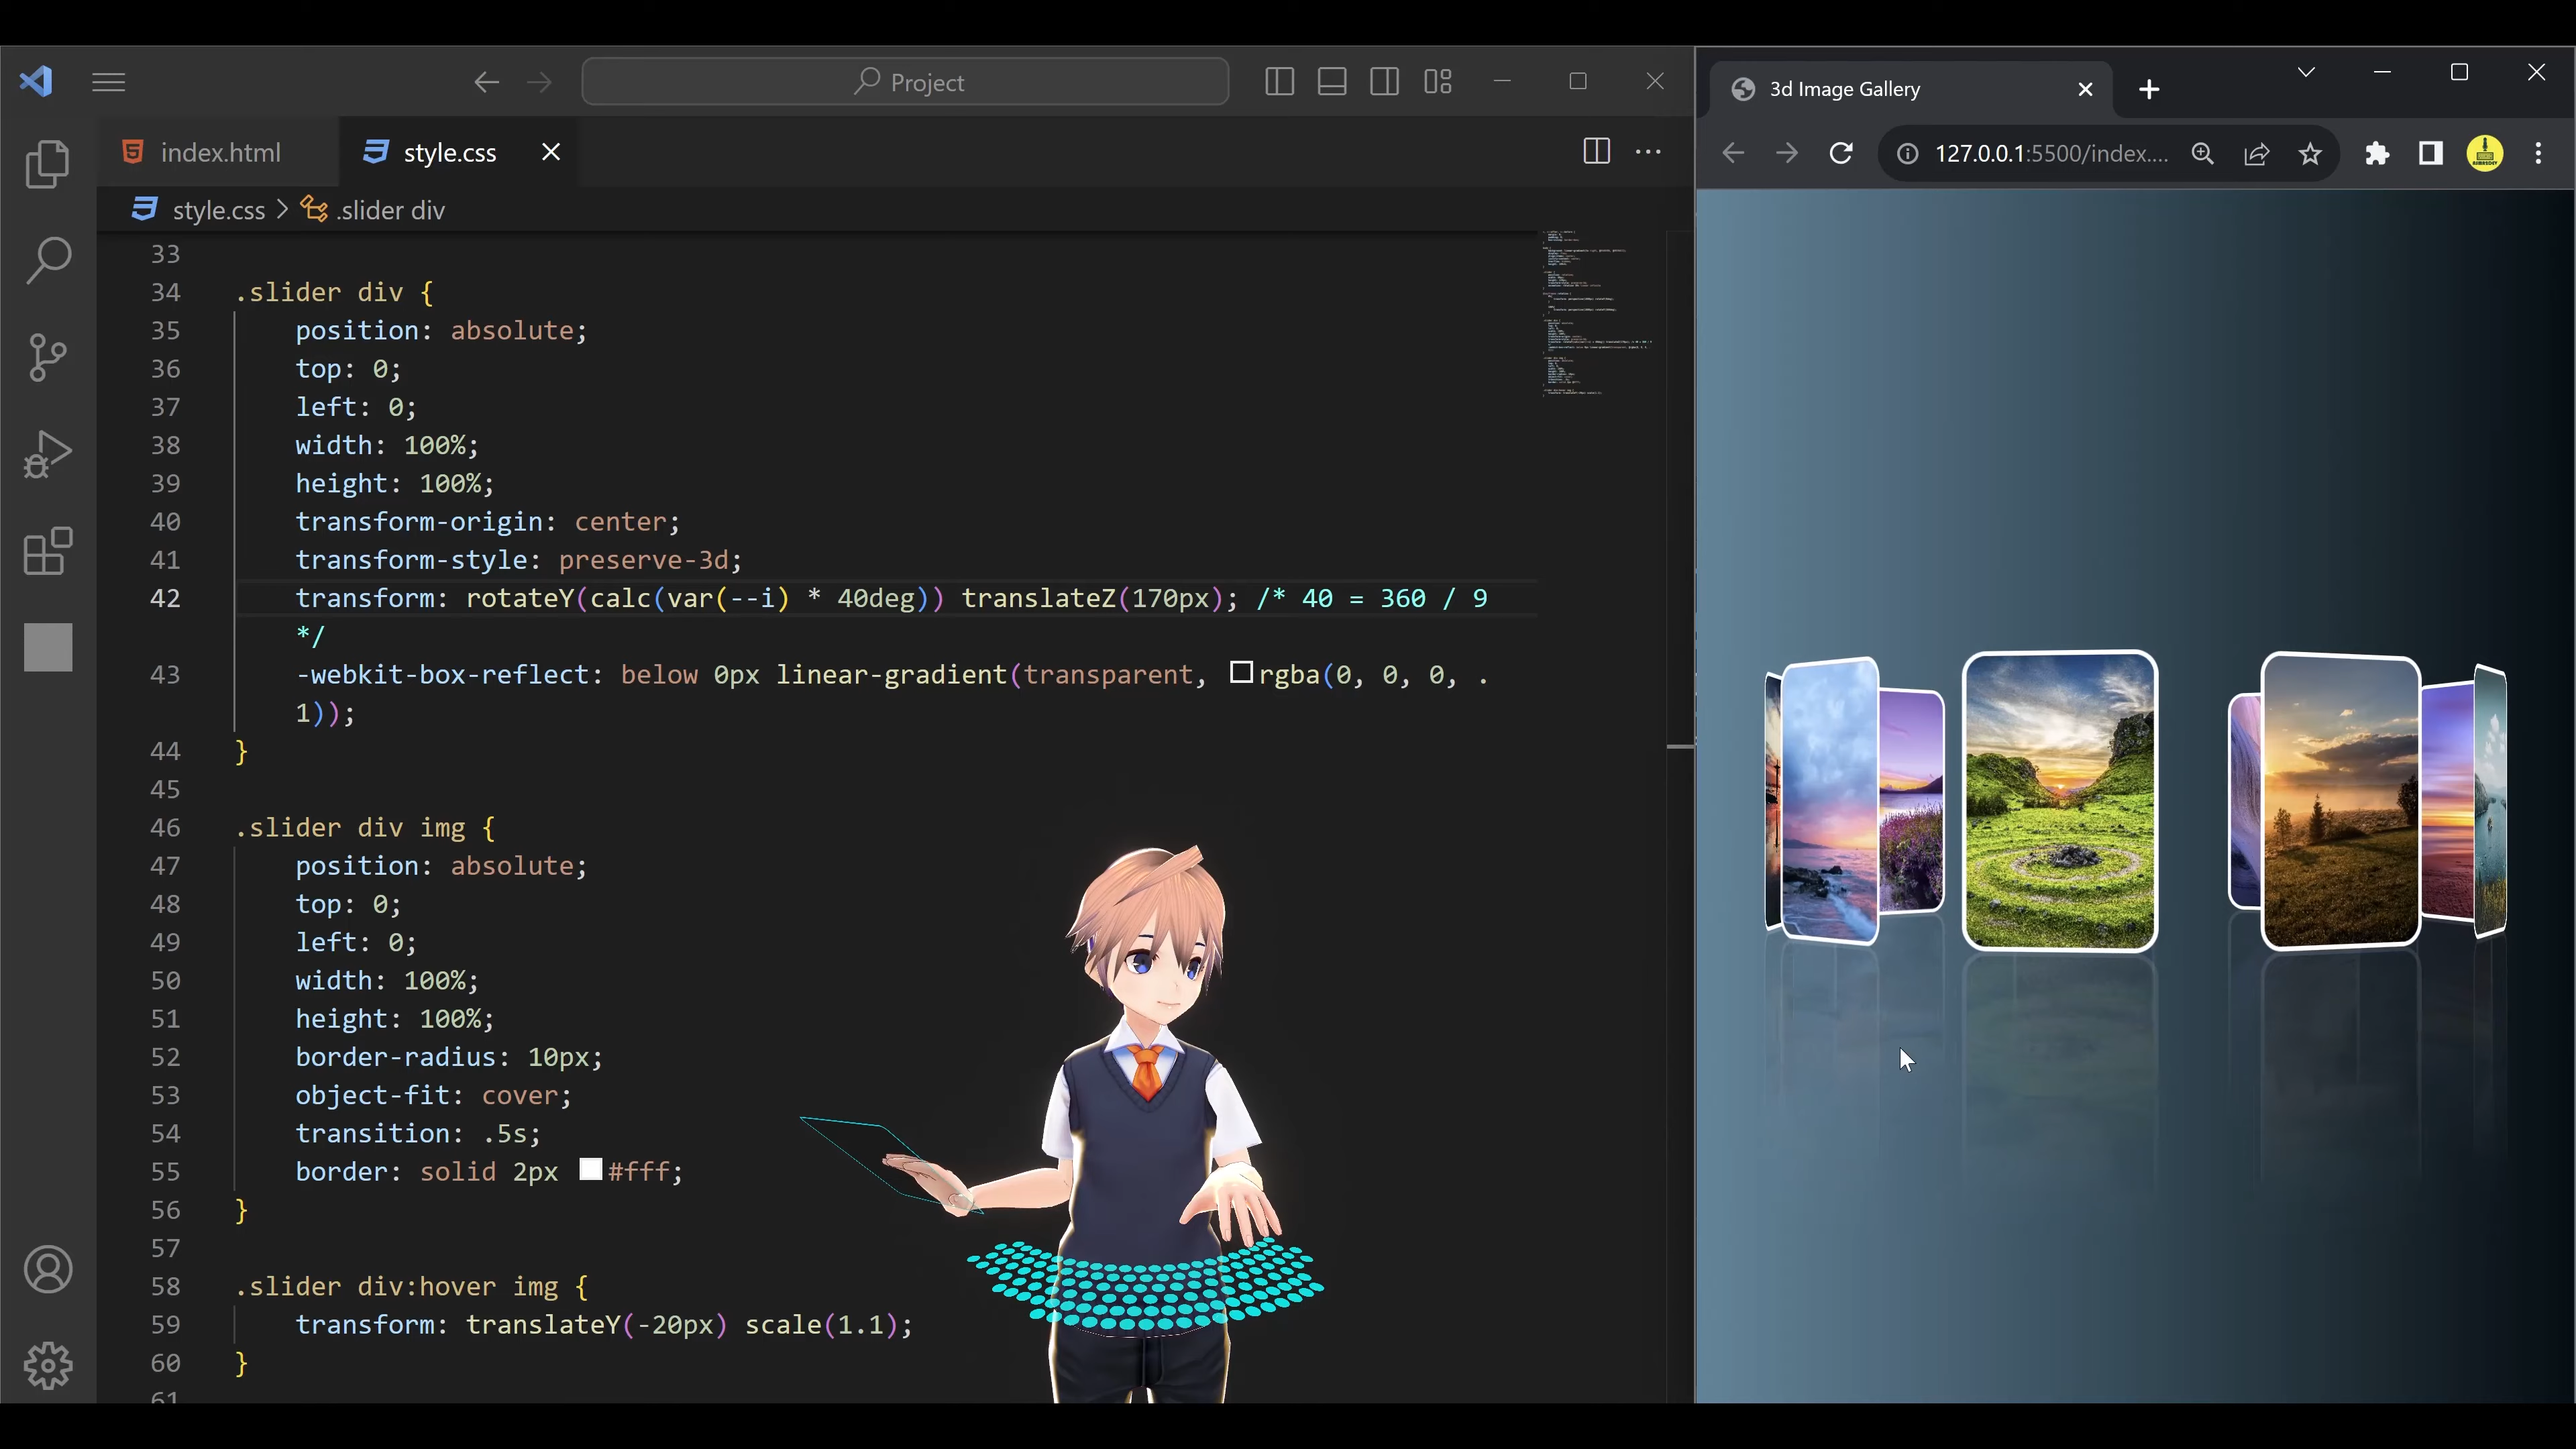 Project
index.html
style.css
style.css > .slider div
33
34 .slider div {
35 position: absolute;
36 top: 0;
37 left: 0;
38 width: 100%;
39 height: 100%;
40 transform-origin: center;
41 transform-style: preserve-3d;
42 transform: rotateY(calc(var(--i) * 40deg)) translateZ(170px); /* 40 = 360 / 9
*/
43 -webkit-box-reflect: below 0px linear-gradient(transparent, rgba(0, 0, 0, .
1));
44 }
45
46 .slider div img {
47 position: absolute;
48 top: 0;
49 left: 0;
50 width: 100%;
51 height: 100%;
52 border-radius: 10px;
53 object-fit: cover;
54 transition: .5s;
55 border: solid 2px #fff;
56 }
57
58 .slider div:hover img {
59 transform: translateY(-20px) scale(1.1);
60 }
61
3d Image Gallery
127.0.0.1:5500/index....